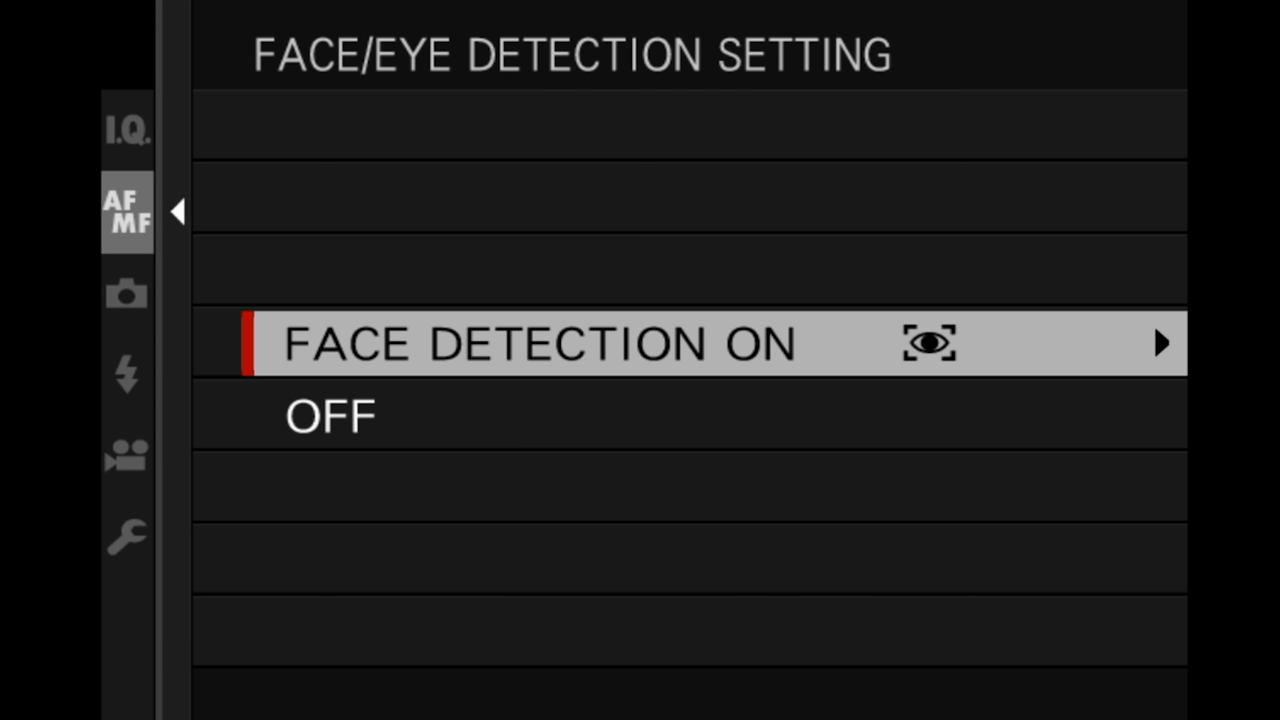 FACE/EYE DETECTION SETTING
I.Q.
AF
MF
FACE DETECTION ON
OFF